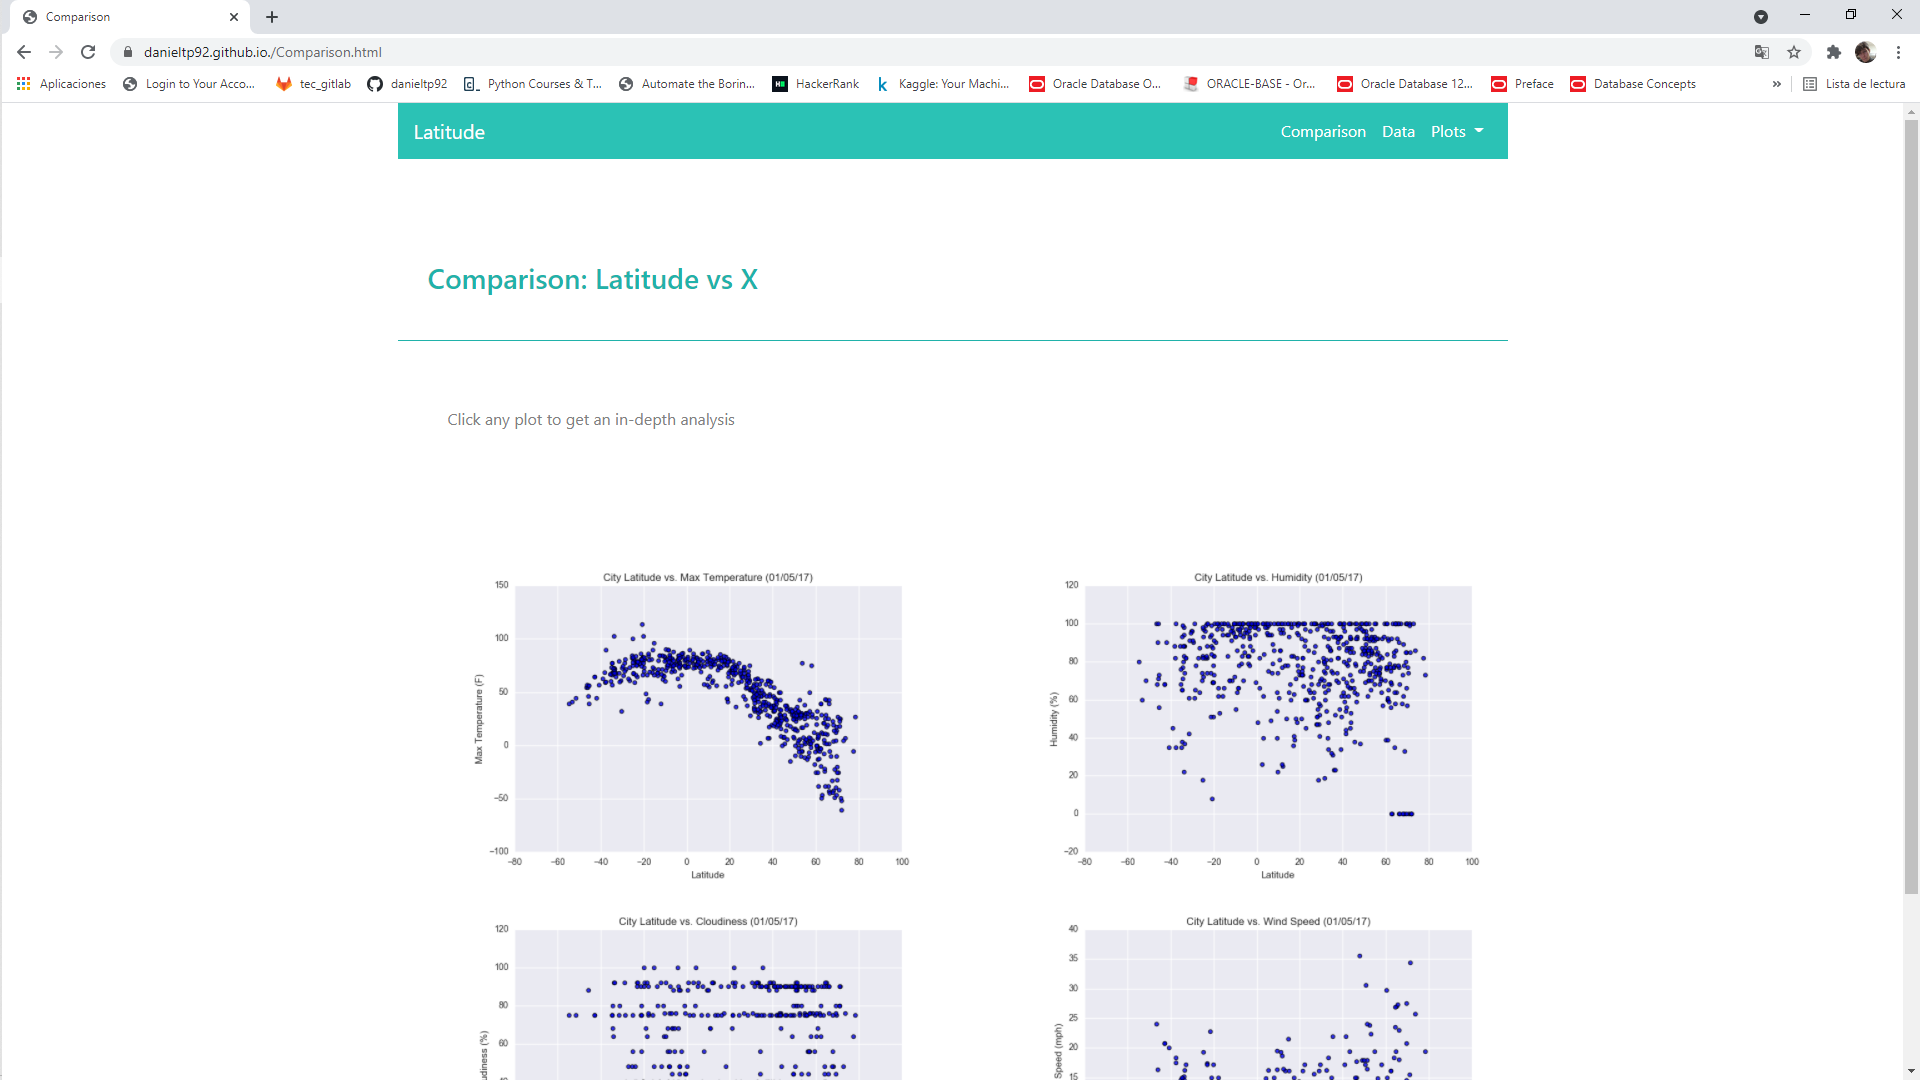 Comparison
danieltp92.github.io./Comparison.html
Aplicaciones
Login to Your Acco...
tec_gitlab
danieltp92
Python Courses & T...
Automate the Borin...
HackerRank
Kaggle: Your Machi...
Oracle Database O...
ORACLE-BASE - Or...
Oracle Database 12...
Preface
Database Concepts
»
Lista de lectura
Latitude
Comparison
Data
Plots
Comparison: Latitude vs X
Click any plot to get an in-depth analysis
City Latitude vs. Max Temperature (01/05/17)
150
100
50
0
−50
−100
Max Temperature (F)
−80 −60 −40 −20 0 20 40 60 80 100
Latitude
City Latitude vs. Humidity (01/05/17)
120
100
80
60
40
20
0
−20
Humidity (%)
−80 −60 −40 −20 0 20 40 60 80 100
Latitude
City Latitude vs. Cloudiness (01/05/17)
120
100
80
60
40
udiness (%)
City Latitude vs. Wind Speed (01/05/17)
40
35
30
25
20
15
Speed (mph)